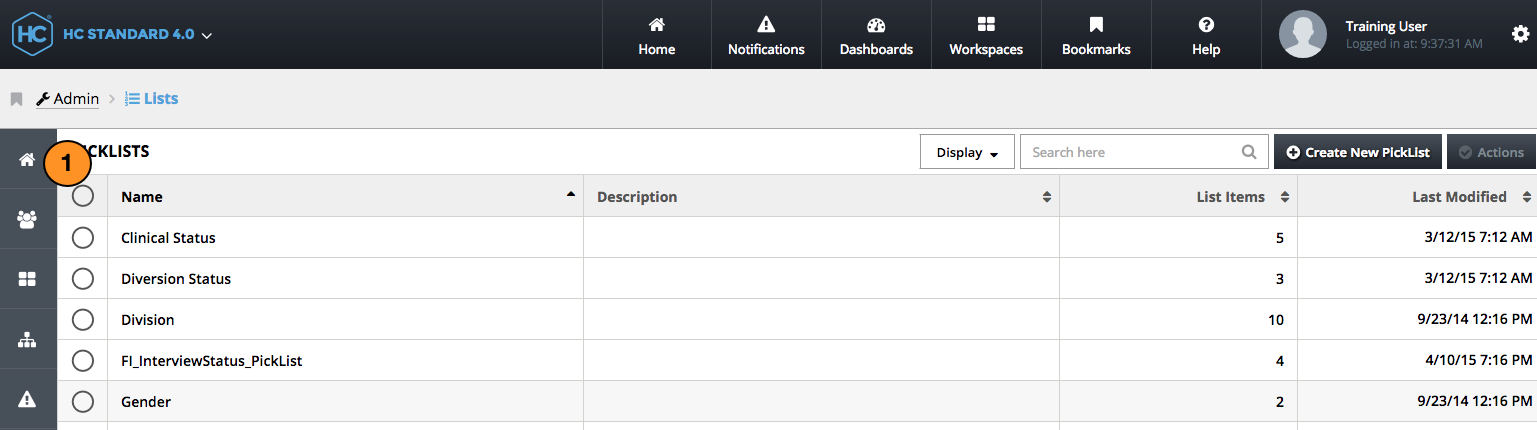 HC HC STANDARD 4.0
Home
Notifications
Dashboards
Workspaces
Bookmarks
Help
Training User
Logged in at: 9:37:31 AM
Admin > Lists
1 ICKLISTS Display Search here Create New PickList Actions
Name Description List Items Last Modified
Clinical Status 5 3/12/15 7:12 AM
Diversion Status 3 3/12/15 7:12 AM
Division 10 9/23/14 12:16 PM
FI_InterviewStatus_PickList 4 4/10/15 7:16 PM
Gender 2 9/23/14 12:16 PM